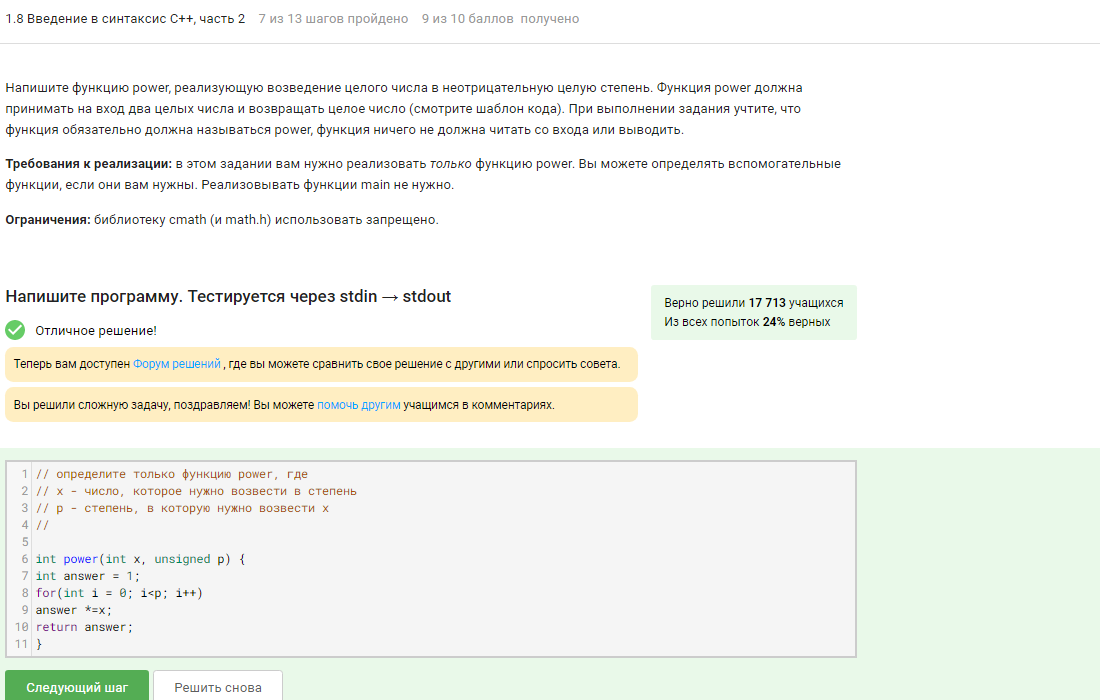 1.8 Введение в синтаксис C++, часть 2 7 из 13 шагов пройдено 9 из 10 баллов получено
Напишите функцию power, реализующую возведение целого числа в неотрицательную целую степень. Функция power должна
принимать на вход два целых числа и возвращать целое число (смотрите шаблон кода). При выполнении задания учтите, что
функция обязательно должна называться power, функция ничего не должна читать со входа или выводить.
Требования к реализации: в этом задании вам нужно реализовать только функцию power. Вы можете определять вспомогательные
функции, если они вам нужны. Реализовывать функции main не нужно.
Ограничения: библиотеку cmath (и math.h) использовать запрещено.
Напишите программу. Тестируется через stdin → stdout
Верно решили 17 713 учащихся
Из всех попыток 24% верных
Отличное решение!
Теперь вам доступен Форум решений , где вы можете сравнить свое решение с другими или спросить совета.
Вы решили сложную задачу, поздравляем! Вы можете помочь другим учащимся в комментариях.
1 // определите только функцию power, где
2 // x - число, которое нужно возвести в степень
3 // p - степень, в которую нужно возвести x
4 //
5
6 int power(int x, unsigned p) {
7 int answer = 1;
8 for(int i = 0; i<p; i++)
9 answer *=x;
10 return answer;
11 }
Следующий шаг Решить снова